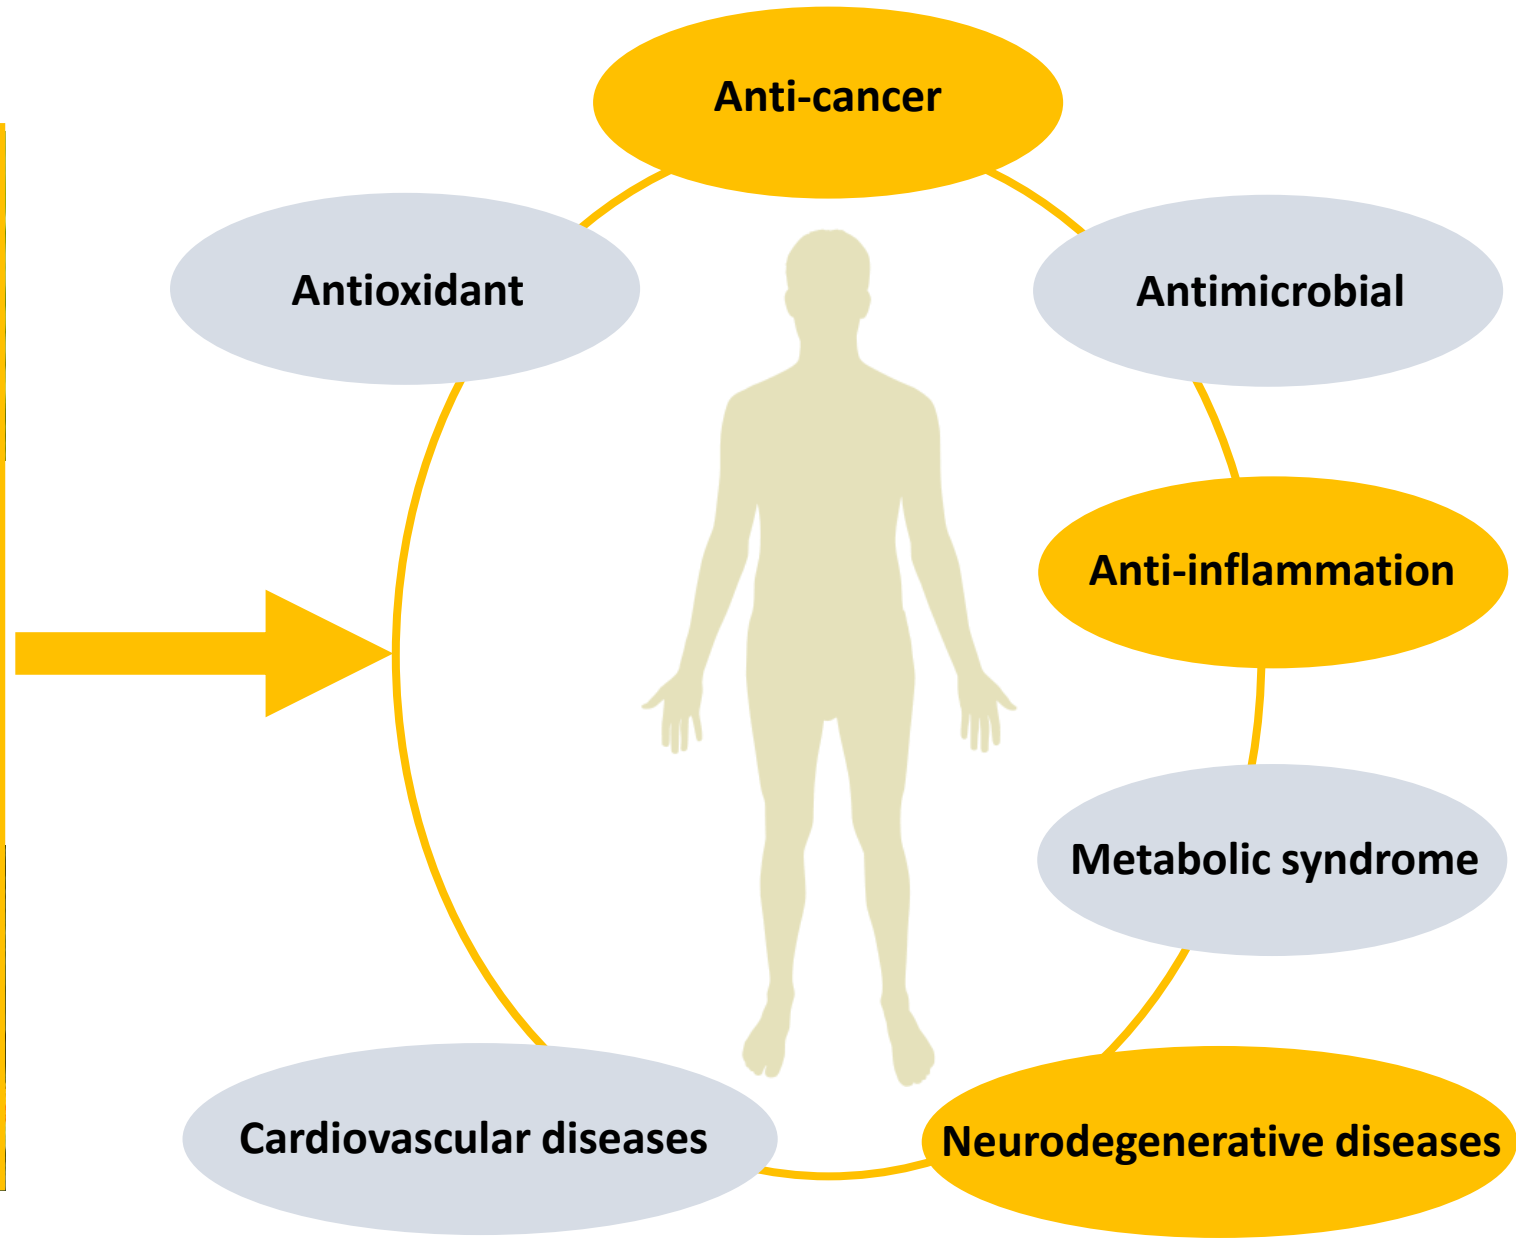 Anti-cancer
Antioxidant
Antimicrobial
Anti-inflammation
Metabolic syndrome
Cardiovascular diseases
Neurodegenerative diseases